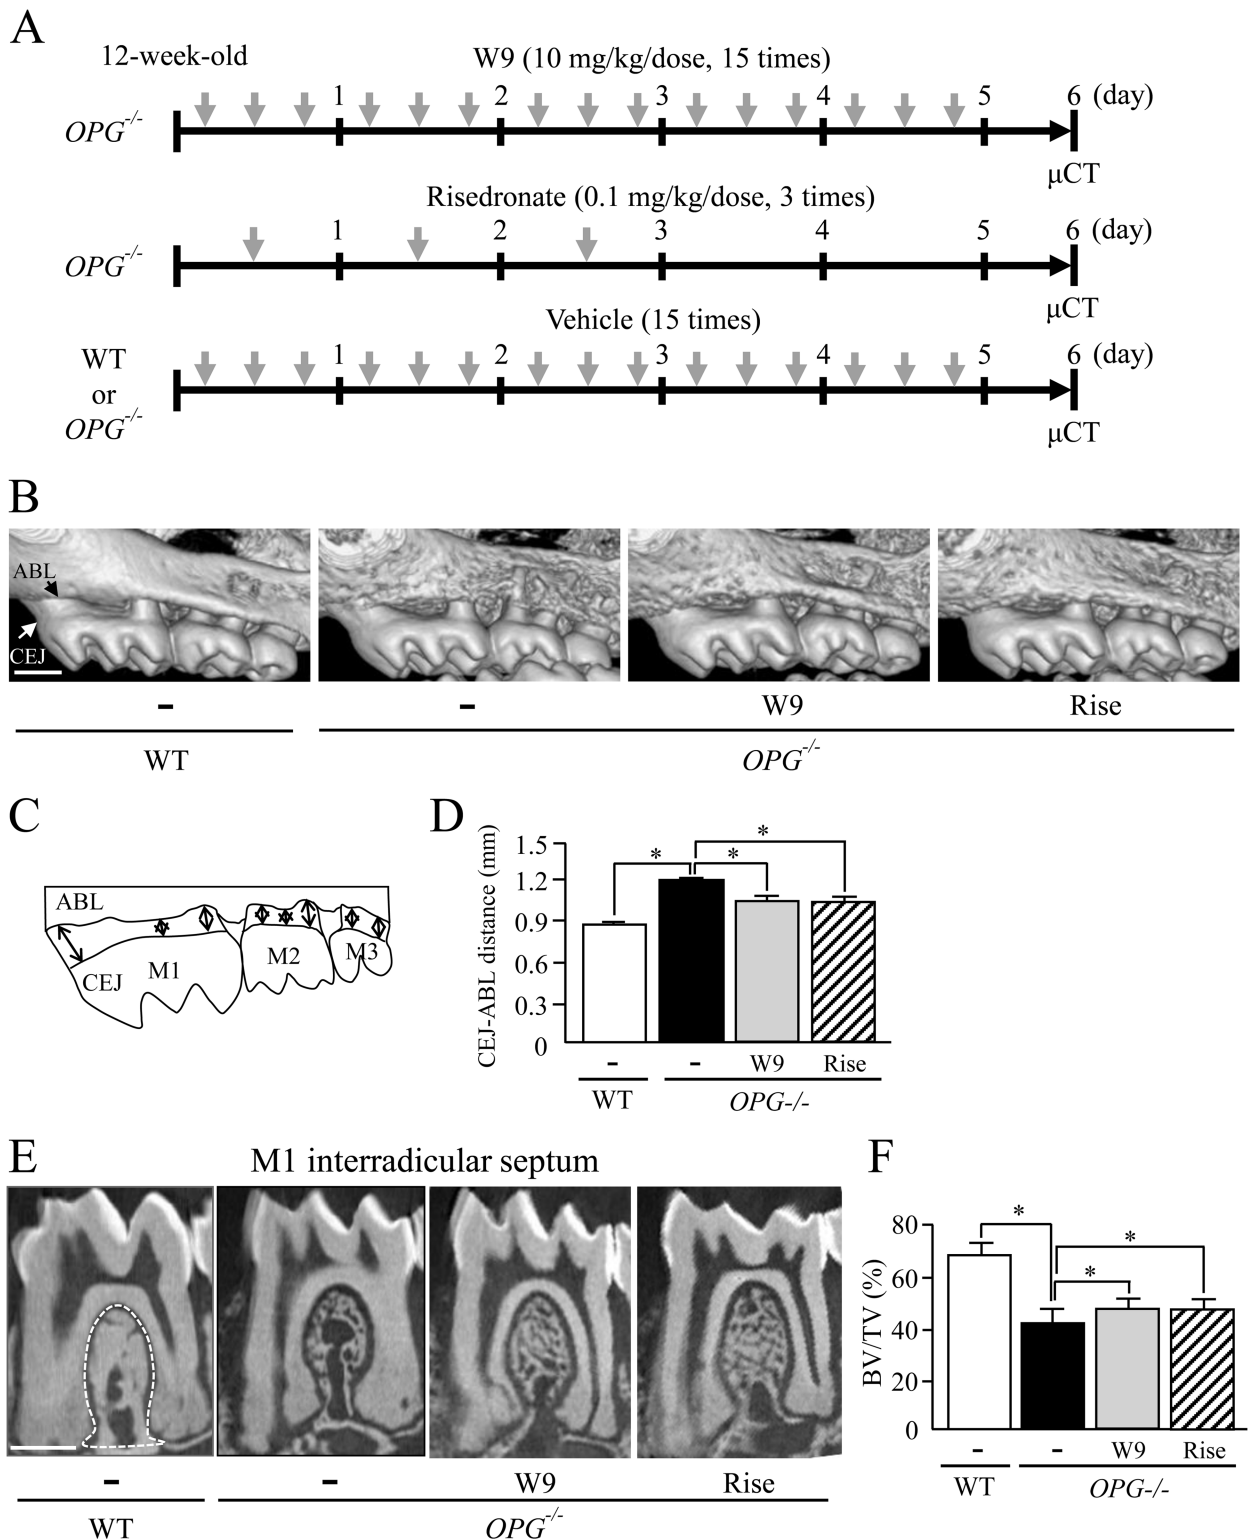 A
12-week-old
W9 (10 mg/kg/dose, 15 times)
1 2 3 4 5 6 (day)
OPG-/-
μCT
Risedronate (0.1 mg/kg/dose, 3 times)
1 2 3 4 5 6 (day)
OPG-/-
μCT
Vehicle (15 times)
1 2 3 4 5 6 (day)
WT
or
OPG-/-
μCT
B
ABL
CEJ
- - W9 Rise
WT OPG-/-
C
ABL
CEJ M1 M2 M3
D
CEJ-ABL distance (mm)
1.5
1.2
0.9
0.6
0.3
0
* * *
- - W9 Rise
WT OPG-/-
E
M1 interradicular septum
- - W9 Rise
WT OPG-/-
F
BV/TV (%)
80
60
40
20
0
* * *
- - W9 Rise
WT OPG-/-